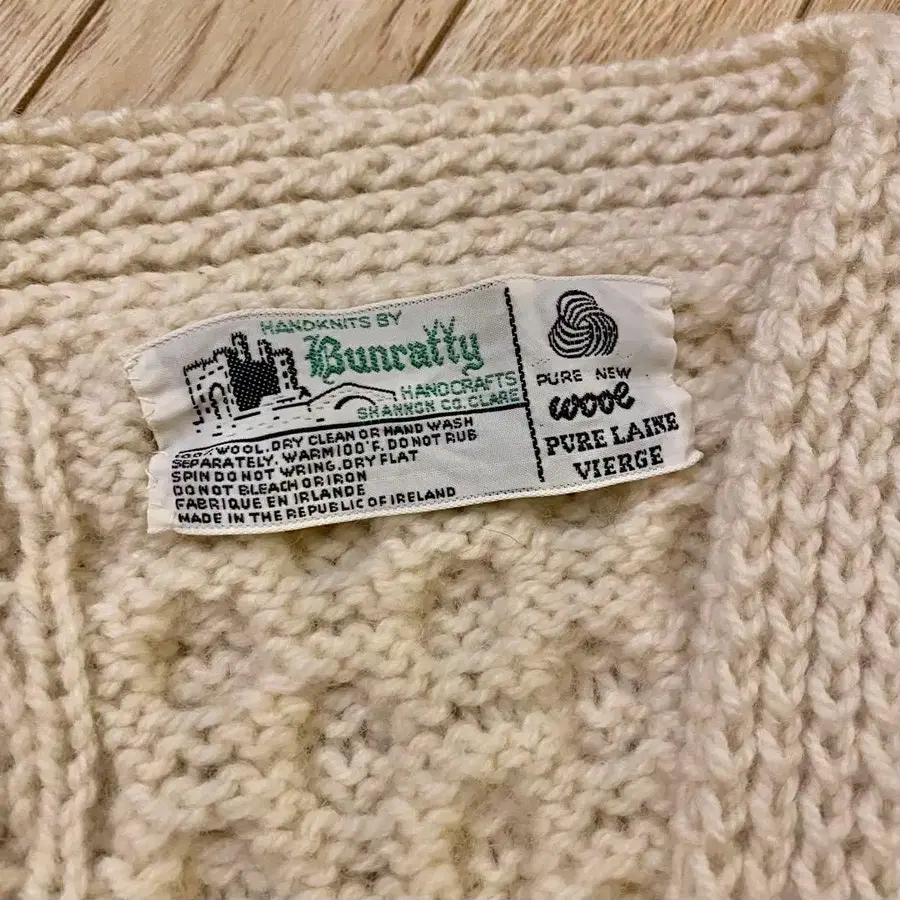 HANDKNITS BY
Bunratty
HANDCRAFTS
SHANNON CO. CLARE
100% WOOL. DRY CLEAN OR HAND WASH
SEPARATELY. WARM 100°F. DO NOT RUB
SPIN DO NOT WRING. DRY FLAT
DO NOT BLEACH OR IRON
FABRIQUE EN IRLANDE
MADE IN THE REPUBLIC OF IRELAND
PURE NEW
wool
PURE LAINE
VIERGE